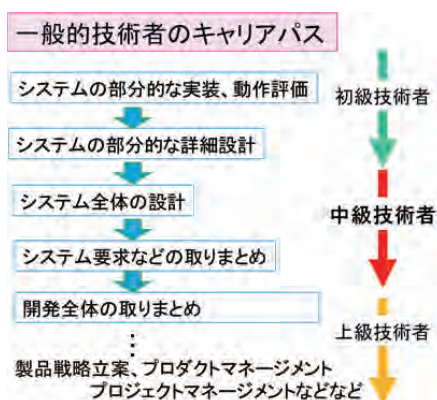 一般的技術者のキャリアパス
システムの部分的な実装、動作評価
初級技術者
システムの部分的な詳細設計
システム全体の設計
中級技術者
システム要求などの取りまとめ
開発全体の取りまとめ
上級技術者
製品戦略立案、プロダクトマネージメント
プロジェクトマネージメントなどなど